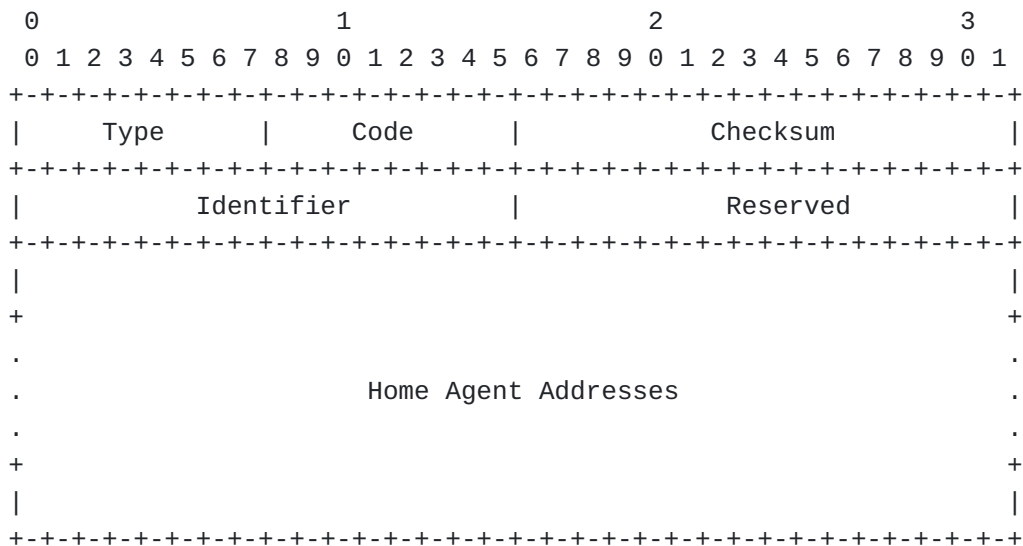 0                   1                   2                   3
 0 1 2 3 4 5 6 7 8 9 0 1 2 3 4 5 6 7 8 9 0 1 2 3 4 5 6 7 8 9 0 1
+-+-+-+-+-+-+-+-+-+-+-+-+-+-+-+-+-+-+-+-+-+-+-+-+-+-+-+-+-+-+-+-+
|     Type      |     Code      |            Checksum           |
+-+-+-+-+-+-+-+-+-+-+-+-+-+-+-+-+-+-+-+-+-+-+-+-+-+-+-+-+-+-+-+-+
|           Identifier          |             Reserved          |
+-+-+-+-+-+-+-+-+-+-+-+-+-+-+-+-+-+-+-+-+-+-+-+-+-+-+-+-+-+-+-+-+
|                                                               |
+                                                               +
.                                                               .
.                      Home Agent Addresses                     .
.                                                               .
+                                                               +
|                                                               |
+-+-+-+-+-+-+-+-+-+-+-+-+-+-+-+-+-+-+-+-+-+-+-+-+-+-+-+-+-+-+-+-+